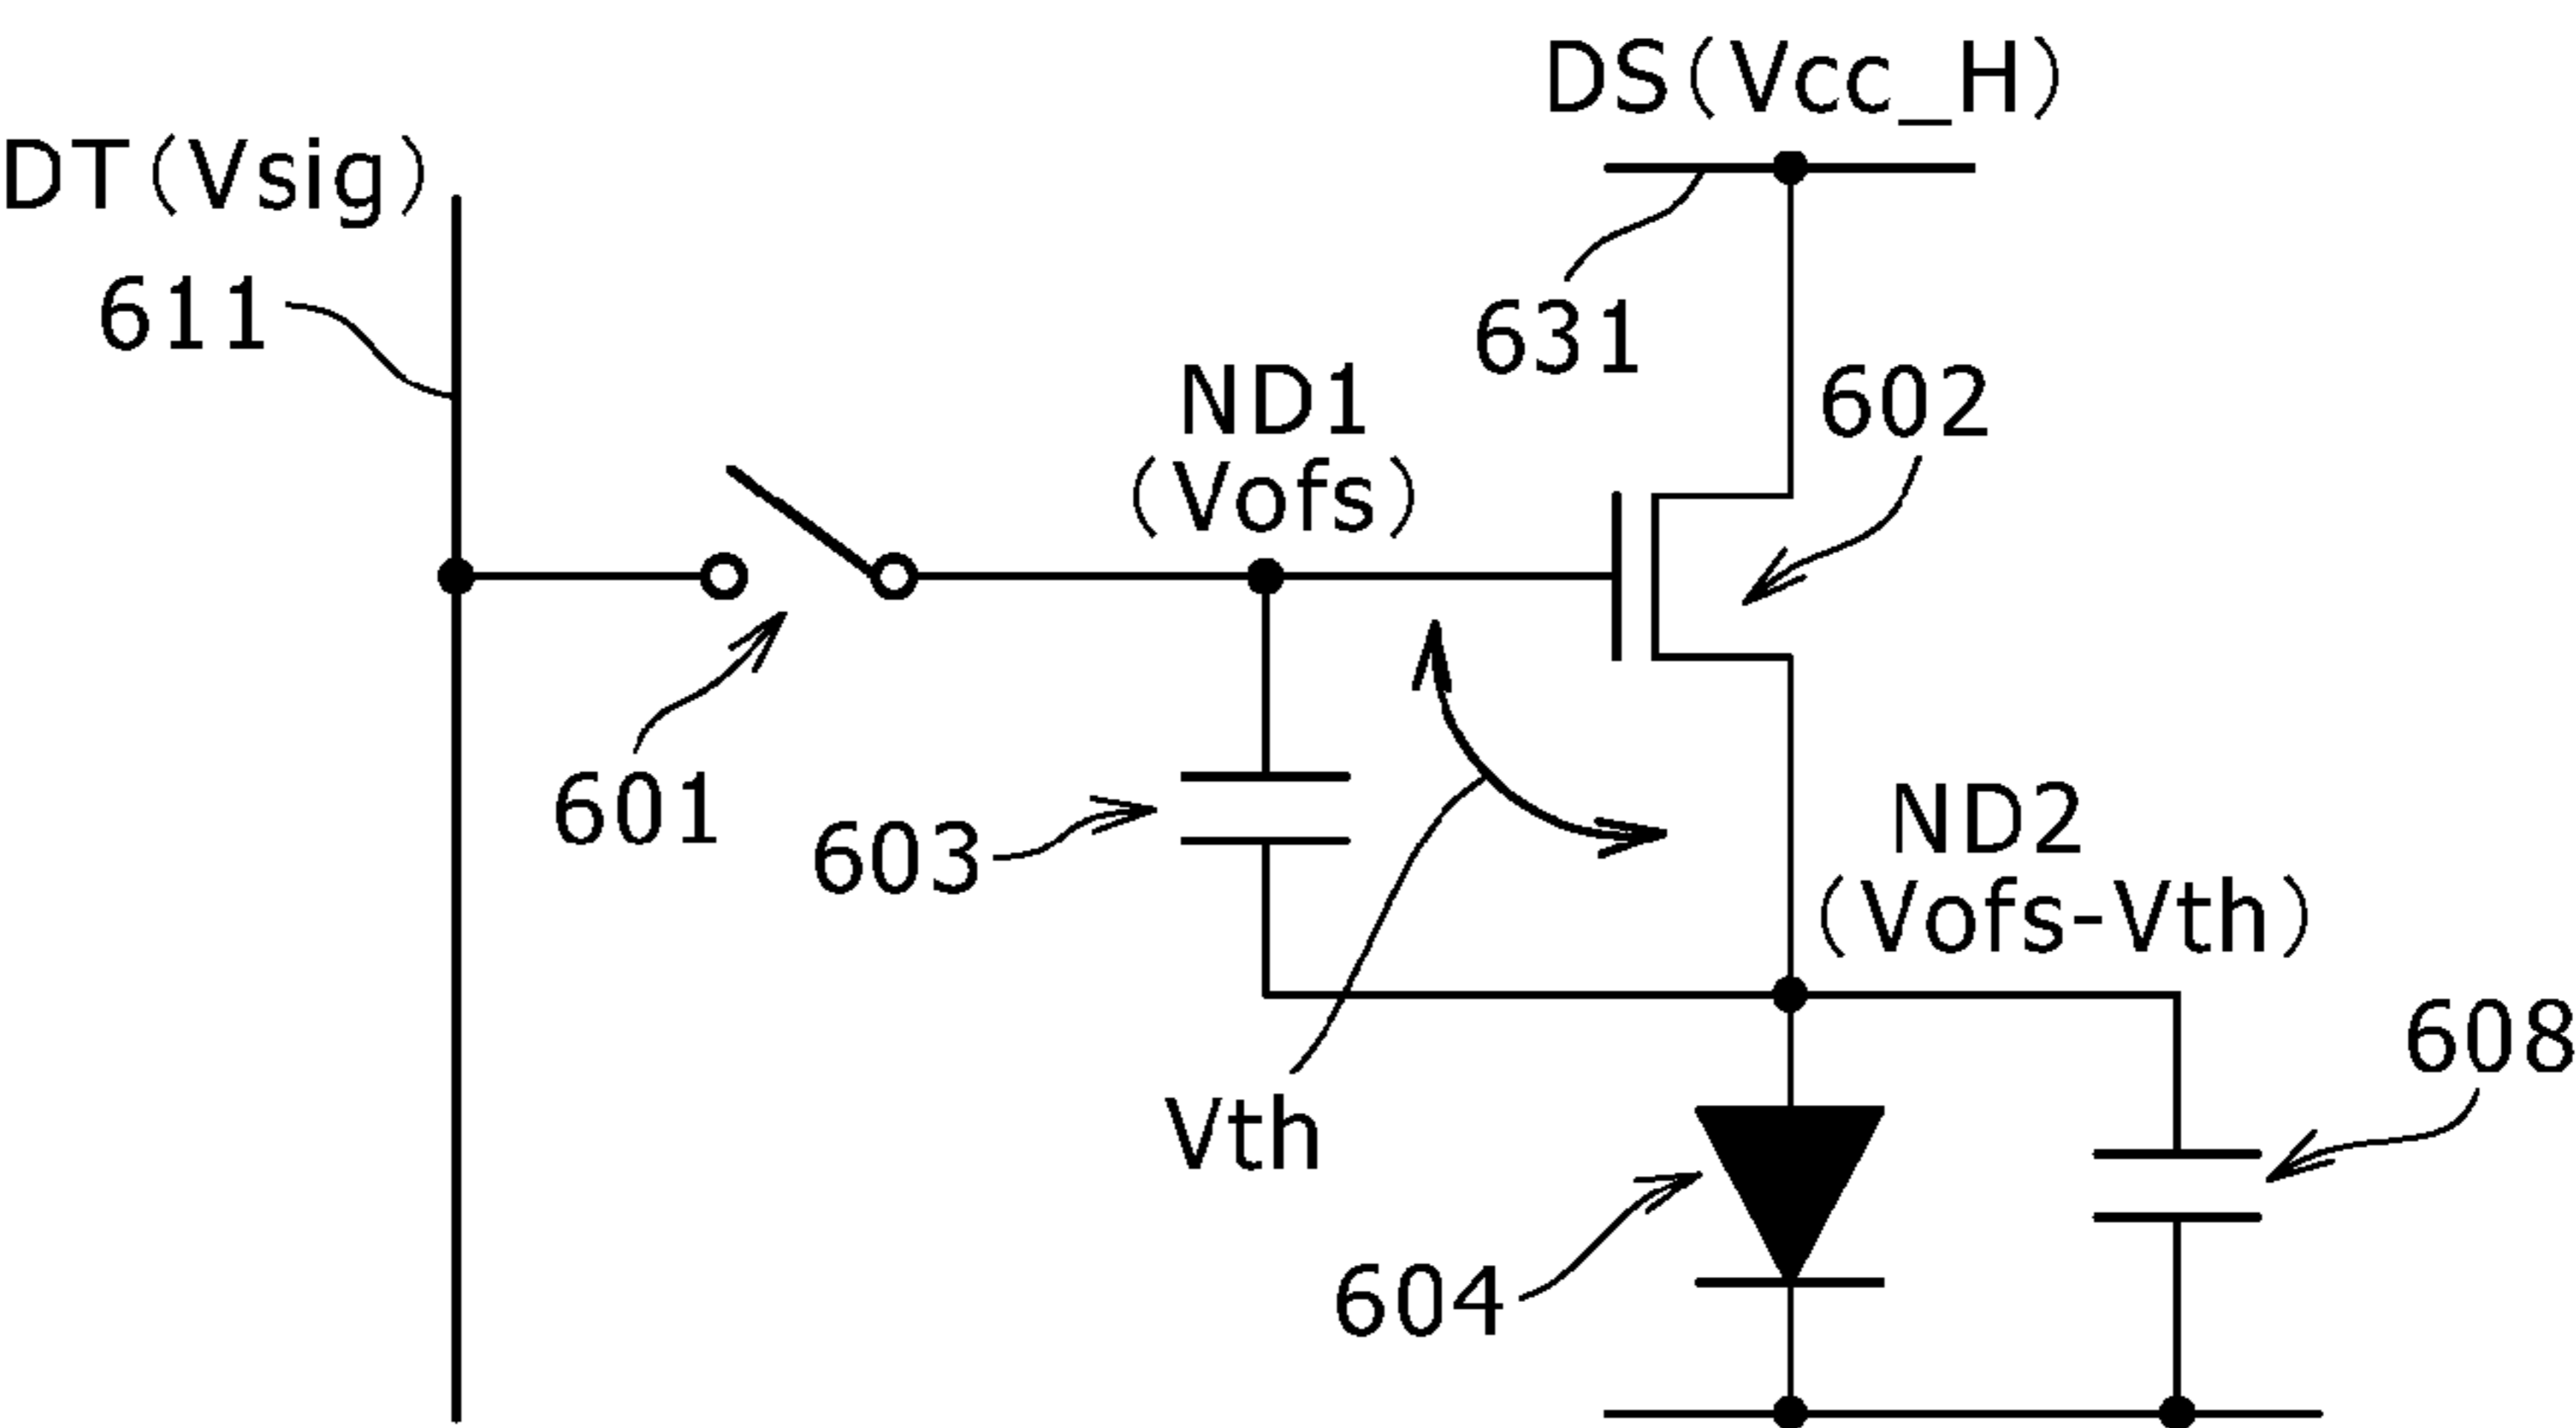 DS(Vcc_H)
DT(Vsig)
611
631
ND1
(Vofs)
602
601
603
ND2
(Vofs-Vth)
608
Vth
604